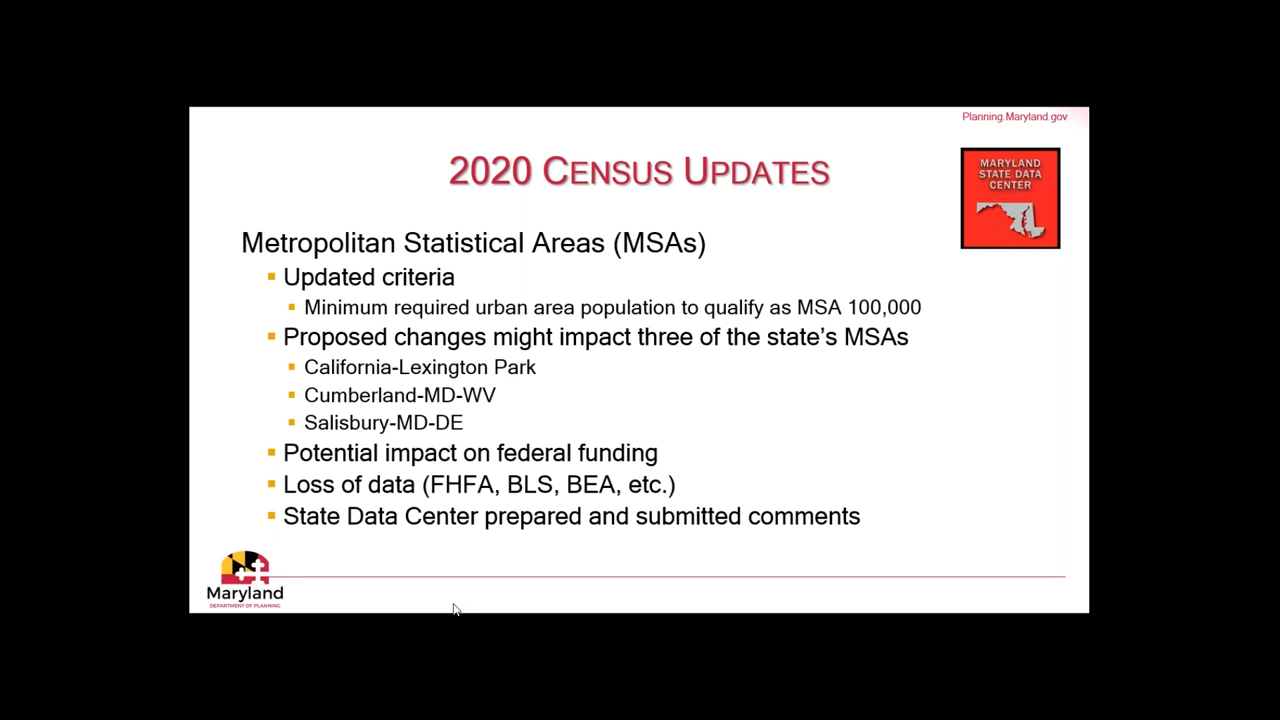 Planning.Maryland.gov
2020 CENSUS UPDATES
MARYLAND
STATE DATA
CENTER
Metropolitan Statistical Areas (MSAs)
Updated criteria
Minimum required urban area population to qualify as MSA 100,000
Proposed changes might impact three of the state's MSAs
California-Lexington Park
Cumberland-MD-WV
Salisbury-MD-DE
Potential impact on federal funding
Loss of data (FHFA, BLS, BEA, etc.)
State Data Center prepared and submitted comments
Maryland
DEPARTMENT OF PLANNING